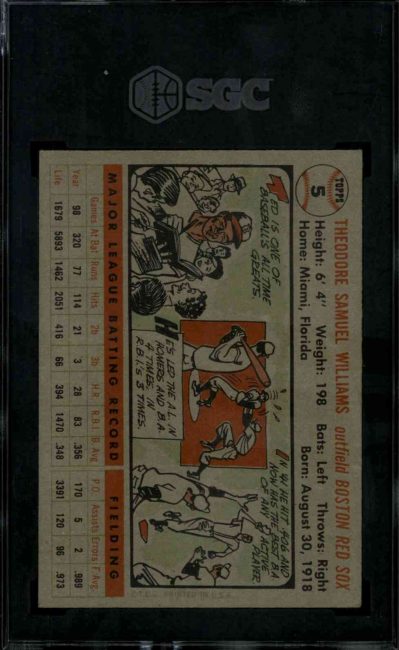 SGC
TOPPS
5
THEODORE SAMUEL WILLIAMS outfield BOSTON RED SOX
Height: 6' 4" Weight: 198 Bats: Left Throws: Right
Home: Miami, Florida Born: August 30, 1918
TED IS ONE OF
BASEBALL'S ALL TIME
GREATS.
HE'S LED THE A.L. IN
HOMERS AND B.A.
4 TIMES, IN
R.B.I.'S 3 TIMES.
IN '41 HE HIT .406 AND
NOW HAS THE BEST B.A.
OF ANY ACTIVE
PLAYER
MAJOR LEAGUE BATTING RECORD FIELDING
Games At Bat Runs Hits 2b 3b H.R. R.B.I. B. Avg. P.O. Assists Errors F. Avg.
Year 98 320 77 114 21 3 28 83 .356 170 5 2 .989
Life 1679 5893 1462 2051 416 66 394 1470 .348 3391 120 96 .973
© T.C.G. PRINTED IN U.S.A.